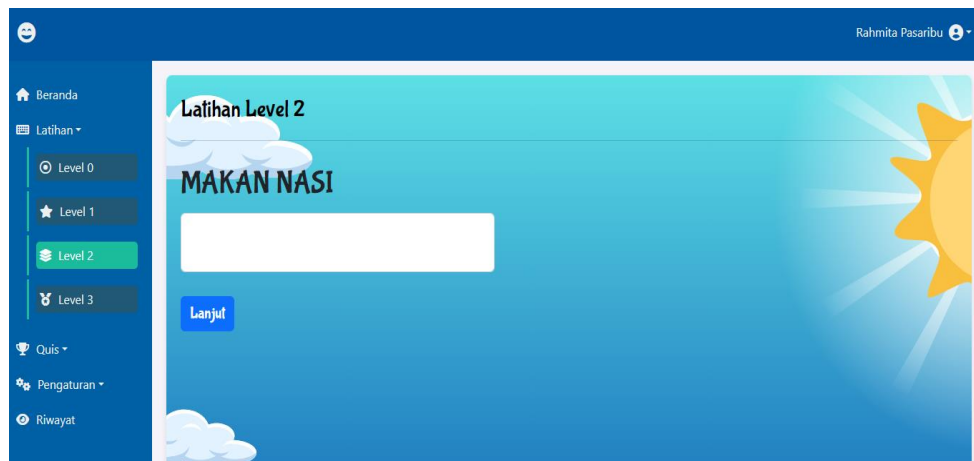 Rahmita Pasaribu
Beranda
Latihan
Level 0
Level 1
Level 2
Level 3
Quis
Pengaturan
Riwayat
Latihan Level 2
MAKAN NASI
Lanjut